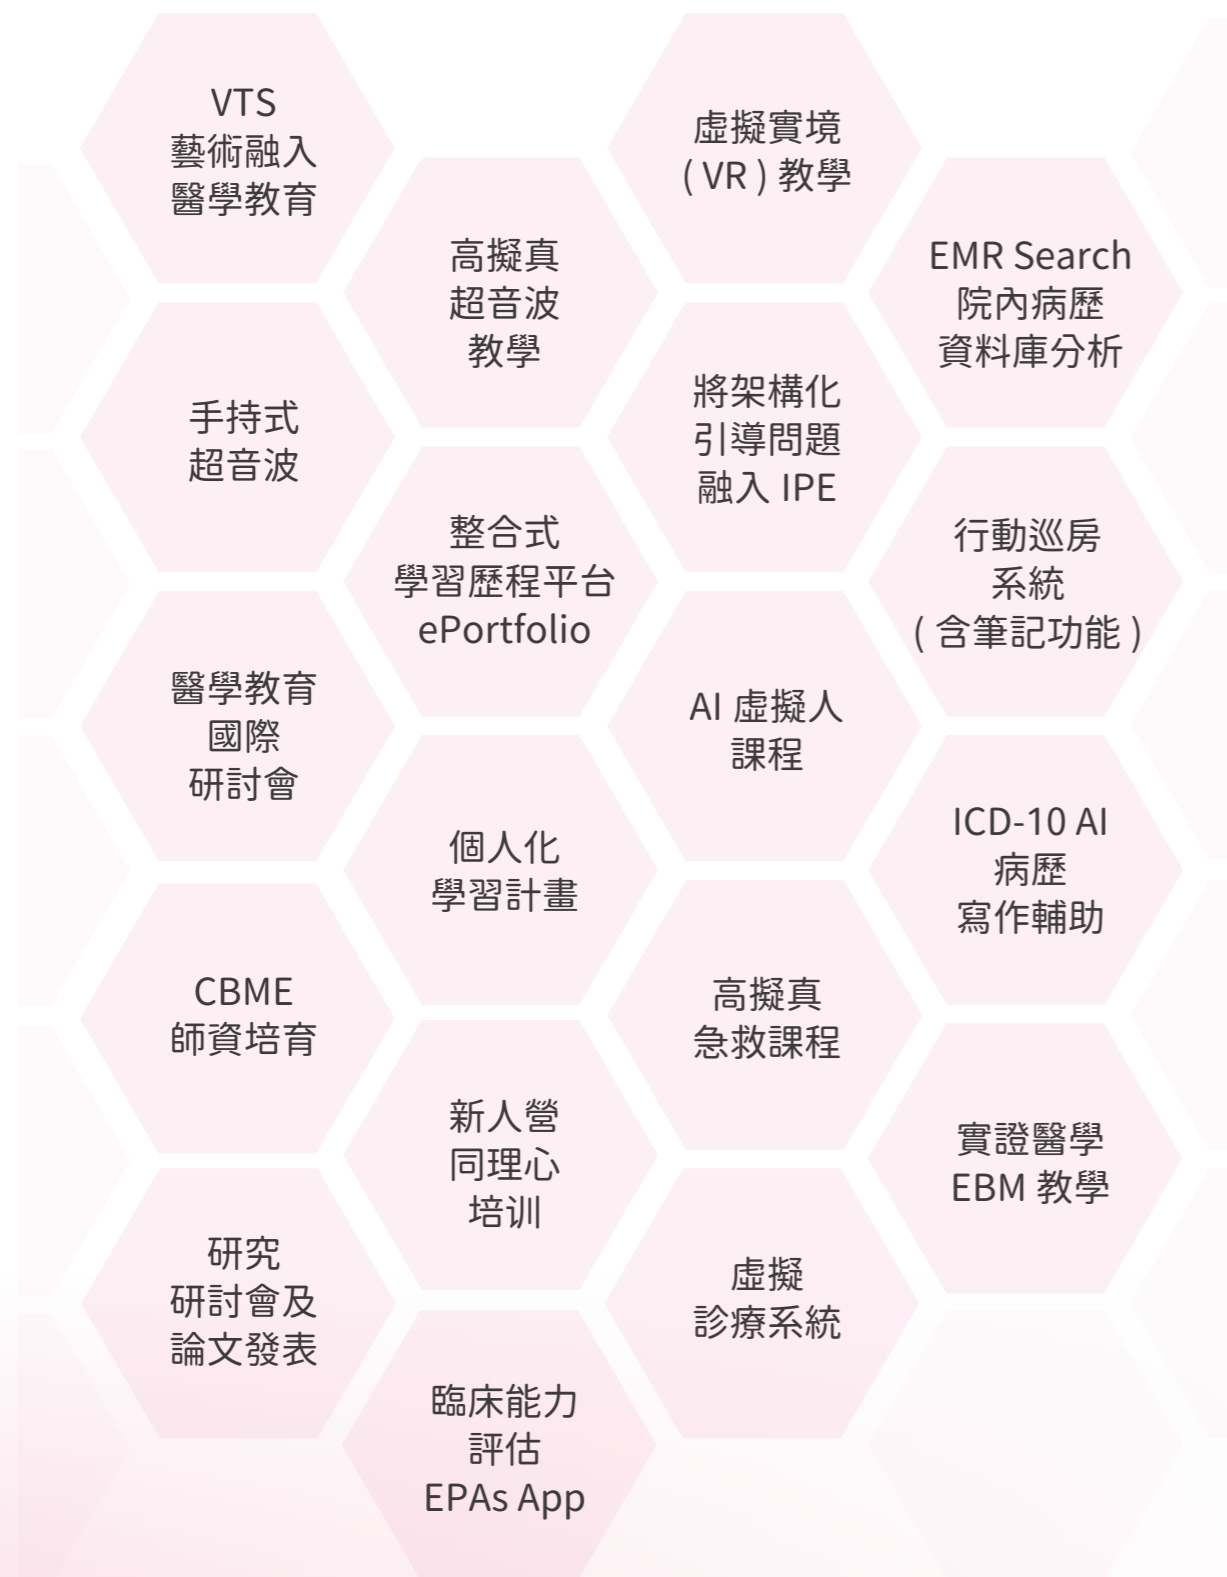 VTS
藝術融入
醫學教育
手持式
超音波
醫學教育
國際
研討會
CBME
師資培育
研究
研討會及
論文發表
高擬真
超音波
教學
整合式
學習歷程平台
ePortfolio
個人化
學習計畫
新人營
同理心
培训
臨床能力
評估
EPAs App
虛擬實境
( VR ) 教學
將架構化
引導問題
融入 IPE
AI 虛擬人
課程
高擬真
急救課程
虛擬
診療系統
EMR Search
院內病歷
資料庫分析
行動巡房
系統
( 含筆記功能 )
ICD-10 AI
病歷
寫作輔助
實證醫學
EBM 教學